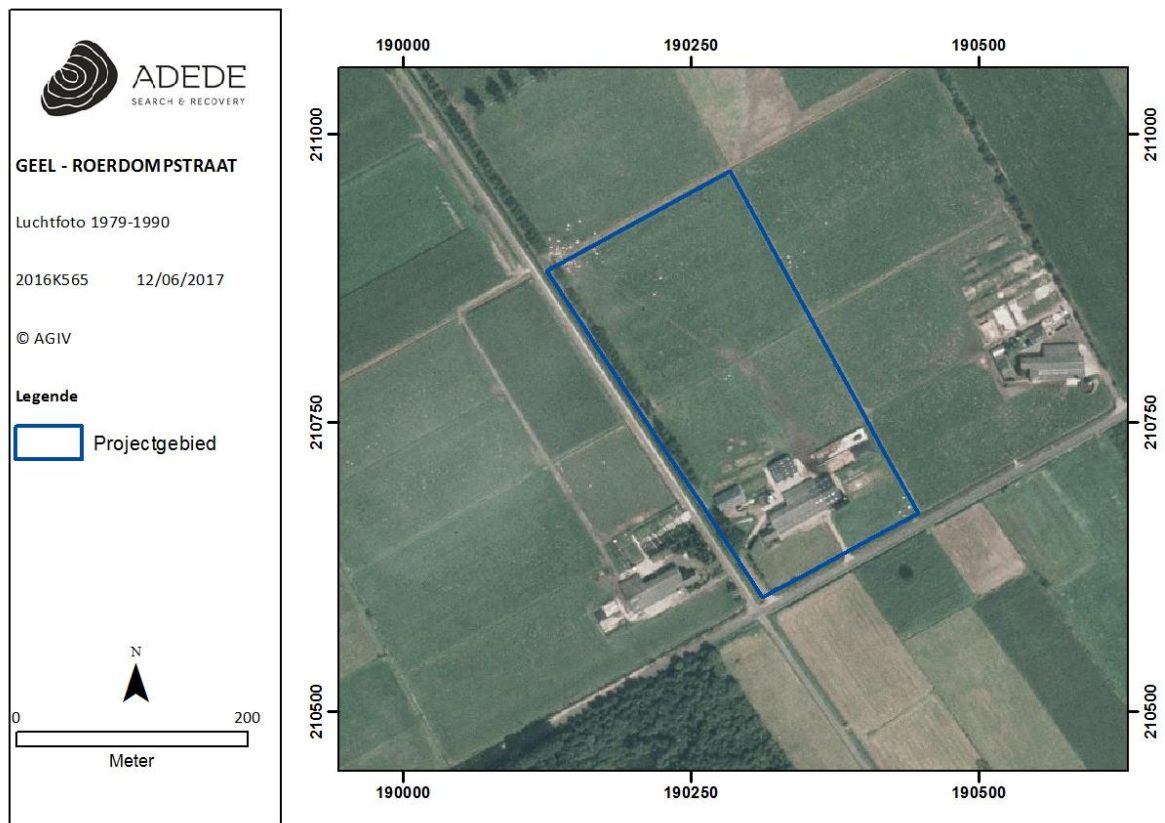 ADEDE
SEARCH & RECOVERY
GEEL - ROERDOMPSTRAAT
Luchtfoto 1979-1990
2016K565 12/06/2017
© AGIV
Legende
Projectgebied
N
0 200
Meter
190000 190250 190500
211000 211000
210750 210750
210500 210500
190000 190250 190500